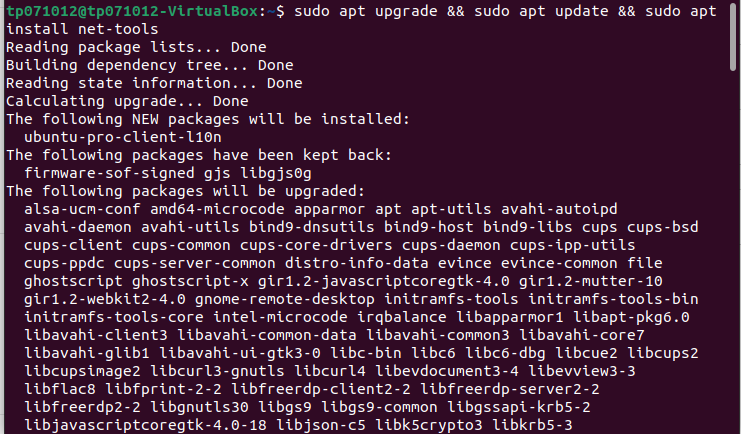 tp071012@tp071012-VirtualBox:~$ sudo apt upgrade && sudo apt update && sudo apt
install net-tools
Reading package lists... Done
Building dependency tree... Done
Reading state information... Done
Calculating upgrade... Done
The following NEW packages will be installed:
  ubuntu-pro-client-l10n
The following packages have been kept back:
  firmware-sof-signed gjs libgjs0g
The following packages will be upgraded:
  alsa-ucm-conf amd64-microcode apparmor apt apt-utils avahi-autoipd
  avahi-daemon avahi-utils bind9-dnsutils bind9-host bind9-libs cups cups-bsd
  cups-client cups-common cups-core-drivers cups-daemon cups-ipp-utils
  cups-ppdc cups-server-common distro-info-data evince evince-common file
  ghostscript ghostscript-x gir1.2-javascriptcoregtk-4.0 gir1.2-mutter-10
  gir1.2-webkit2-4.0 gnome-remote-desktop initramfs-tools initramfs-tools-bin
  initramfs-tools-core intel-microcode irqbalance libapparmor1 libapt-pkg6.0
  libavahi-client3 libavahi-common-data libavahi-common3 libavahi-core7
  libavahi-glib1 libavahi-ui-gtk3-0 libc-bin libc6 libc6-dbg libcue2 libcups2
  libcupsimage2 libcurl3-gnutls libcurl4 libevdocument3-4 libevview3-3
  libflac8 libfprint-2-2 libfreerdp-client2-2 libfreerdp-server2-2
  libfreerdp2-2 libgnutls30 libgs9 libgs9-common libgssapi-krb5-2
  libjavascriptcoregtk-4.0-18 libjson-c5 libk5crypto3 libkrb5-3